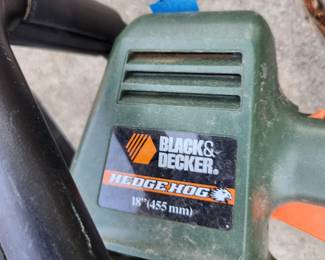 BLACK&
DECKER®
HEDGE HOG
18"(455 mm)